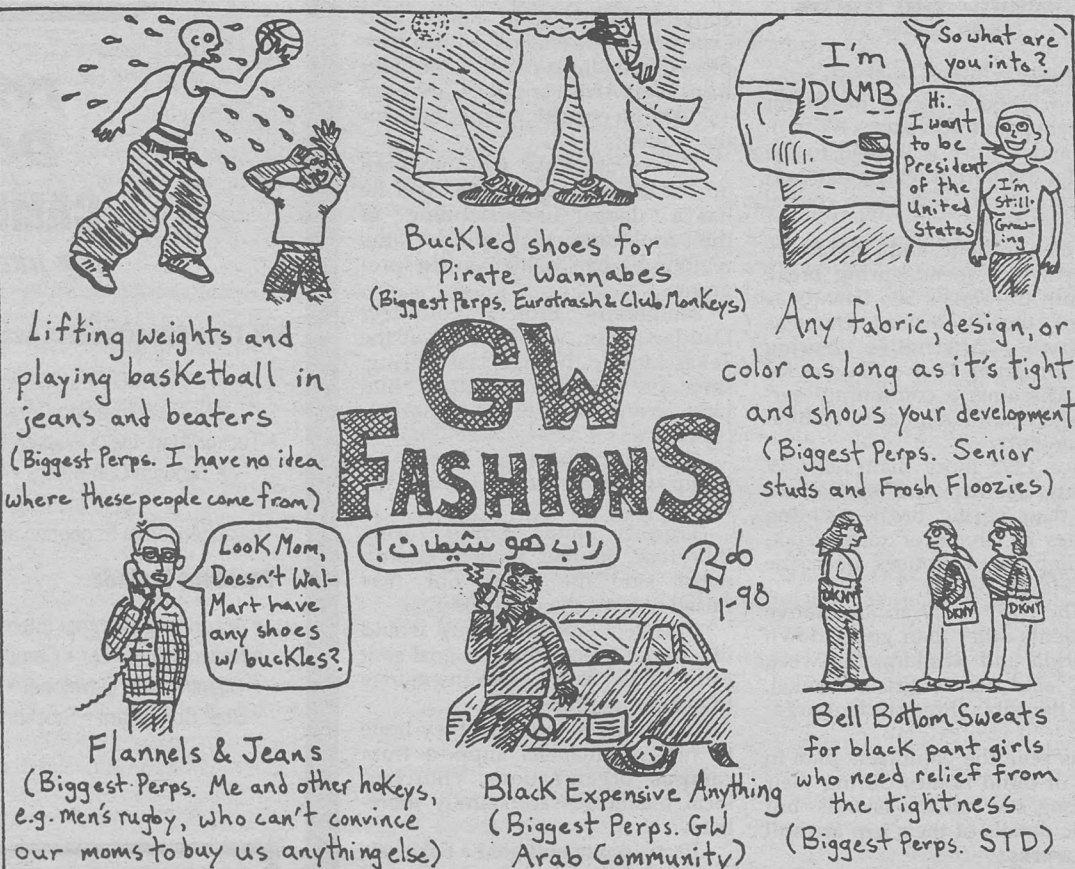 Lifting weights and
playing basketball in
jeans and beaters
(Biggest Perps. I have no idea
where these people come from)
Buckled shoes for
Pirate Wannabes
(Biggest Perps. Eurotrash & Club Monkeys)
I'm
DUMB
So what are
you into?
Hi.
I want
to be
President
of the
United
States
I'm
Still
Grow-
ing
Any fabric, design, or
color as long as it's tight
and shows your development
(Biggest Perps. Senior
studs and Frosh Floozies)
GW
FASHIONS
Look Mom,
Doesn't Wal-
Mart have
any shoes
w/ buckles?
Flannels & Jeans
(Biggest Perps. Me and other hokeys,
e.g. men's rugby, who can't convince
our moms to buy us anything else)
راب هو شيطان!
Rob
1-98
Black Expensive Anything
(Biggest Perps. GW
Arab Community)
DKNY
DKNY
DKNY
Bell Bottom Sweats
for black pant girls
who need relief from
the tightness
(Biggest Perps. STD)